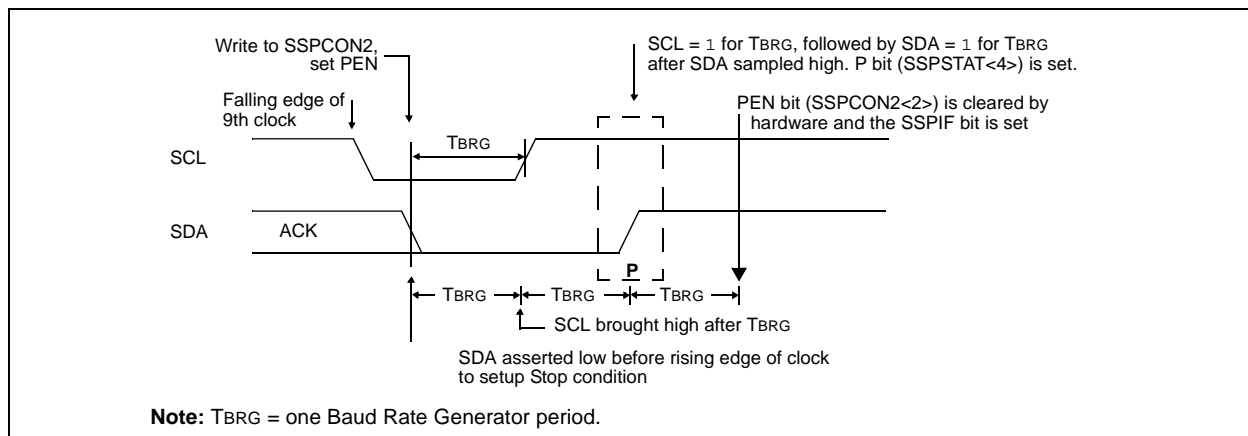 Write to SSPCON2,
set PEN
SCL = 1 for TBRG, followed by SDA = 1 for TBRG
after SDA sampled high. P bit (SSPSTAT<4>) is set.
Falling edge of
9th clock
PEN bit (SSPCON2<2>) is cleared by
hardware and the SSPIF bit is set
SCL
TBRG
SDA
ACK
P
TBRG
TBRG
TBRG
SCL brought high after TBRG
SDA asserted low before rising edge of clock
to setup Stop condition
Note: TBRG = one Baud Rate Generator period.